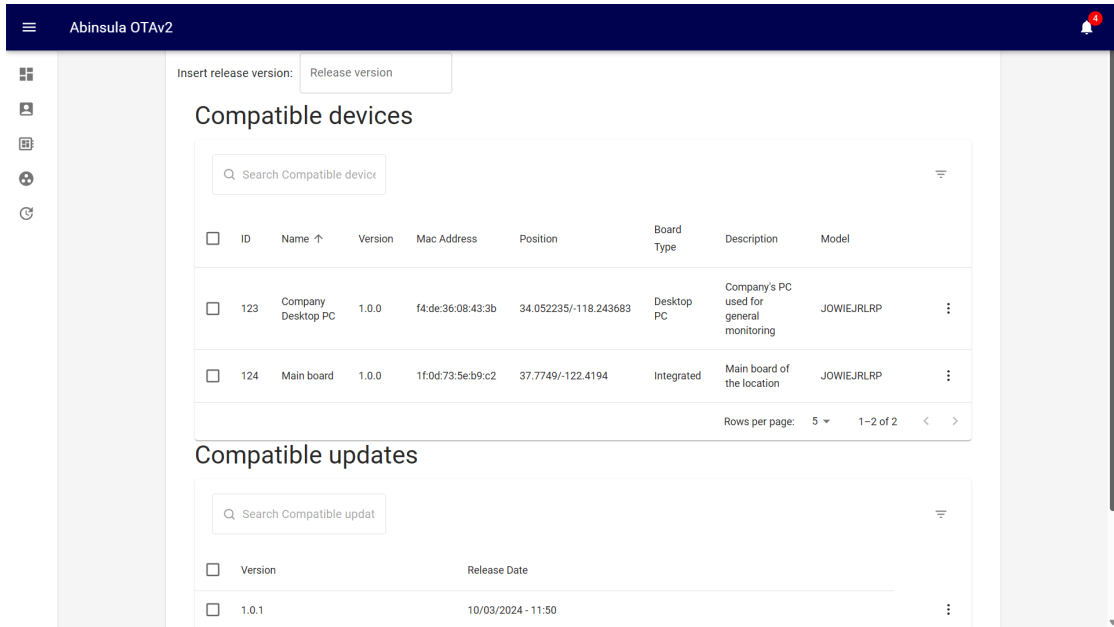 Abinsula OTAv2
4
Insert release version:
Release version
Compatible devices
Search Compatible device
ID Name Version Mac Address Position Board Type Description Model
123 Company Desktop PC 1.0.0 f4:de:36:08:43:3b 34.052235/-118.243683 Desktop PC Company's PC used for general monitoring JOWIEJRLRP
124 Main board 1.0.0 1f:0d:73:5e:b9:c2 37.7749/-122.4194 Integrated Main board of the location JOWIEJRLRP
Rows per page: 5 1–2 of 2
Compatible updates
Search Compatible updat
Version Release Date
1.0.1 10/03/2024 - 11:50